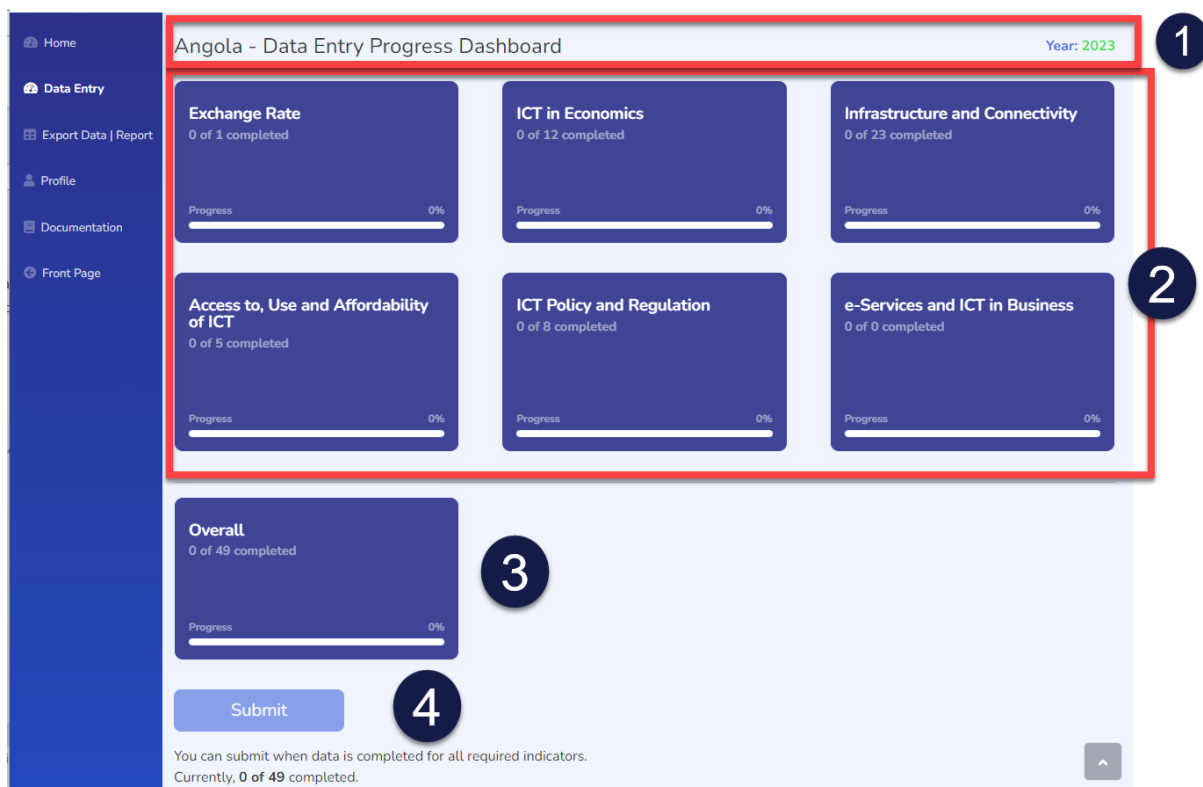 Home
Data Entry
Export Data | Report
Profile
Documentation
Front Page
Angola - Data Entry Progress Dashboard
Year: 2023
1
Exchange Rate
0 of 1 completed
Progress 0%
ICT in Economics
0 of 12 completed
Progress 0%
Infrastructure and Connectivity
0 of 23 completed
Progress 0%
2
Access to, Use and Affordability
of ICT
0 of 5 completed
Progress 0%
ICT Policy and Regulation
0 of 8 completed
Progress 0%
e-Services and ICT in Business
0 of 0 completed
Progress 0%
Overall
0 of 49 completed
Progress 0%
3
Submit
4
You can submit when data is completed for all required indicators.
Currently, 0 of 49 completed.